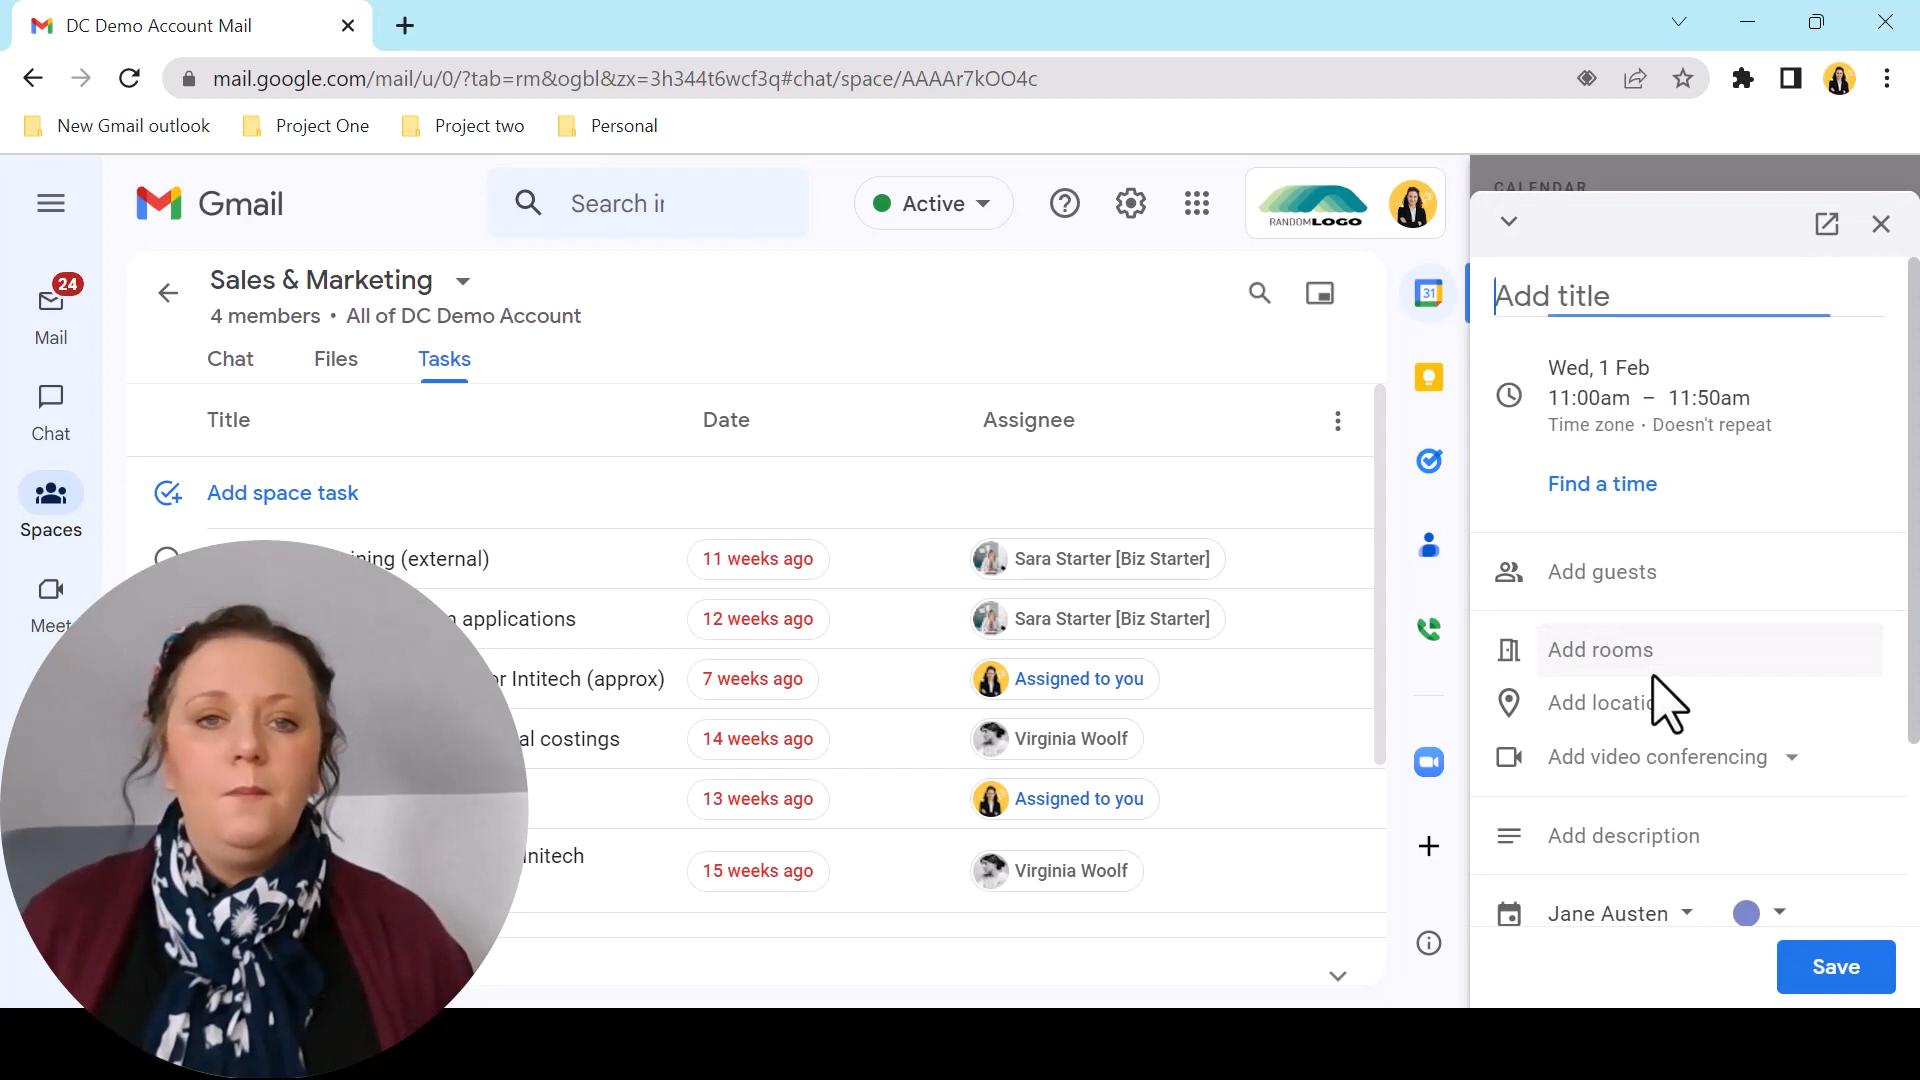 DC Demo Account Mail
mail.google.com/mail/u/0/?tab=rm&ogbl&zx=3h344t6wcf3q#chat/space/AAAAr7kOO4c
New Gmail outlook
Project One
Project two
Personal
Gmail
Search in
Active
RANDOMLOGO
CALENDAR
24
Mail
Chat
Spaces
Meet
Sales & Marketing
4 members • All of DC Demo Account
Chat
Files
Tasks
Title
Date
Assignee
Add space task
ning (external)
11 weeks ago
Sara Starter [Biz Starter]
applications
12 weeks ago
Sara Starter [Biz Starter]
or Intitech (approx)
7 weeks ago
Assigned to you
al costings
14 weeks ago
Virginia Woolf
13 weeks ago
Assigned to you
Initech
15 weeks ago
Virginia Woolf
31
Add title
Wed, 1 Feb
11:00am – 11:50am
Time zone • Doesn't repeat
Find a time
Add guests
Add rooms
Add locatio
Add video conferencing
Add description
Jane Austen
Save